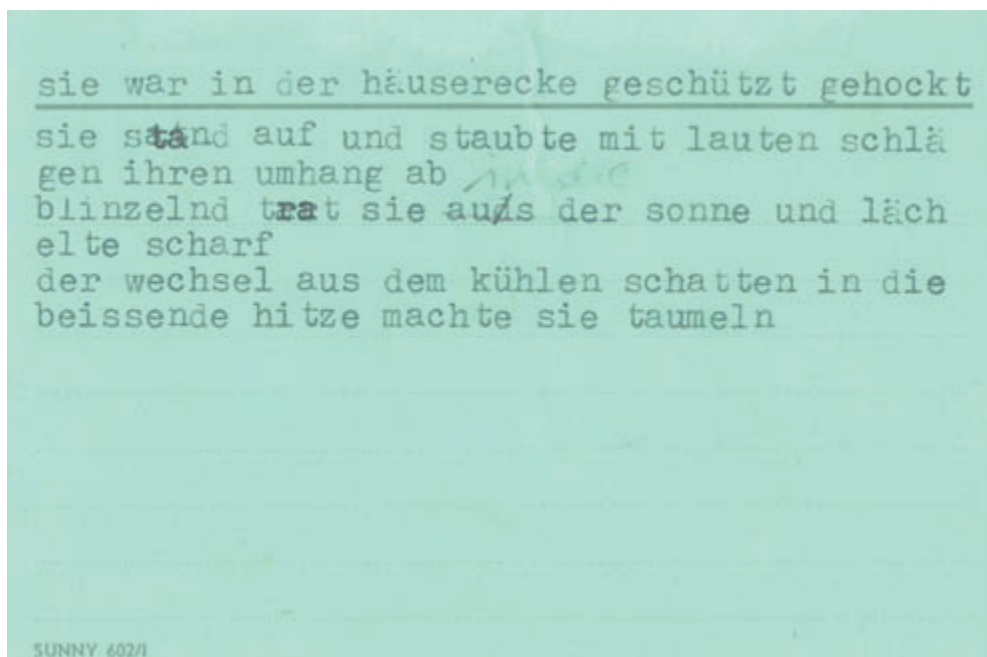 sie war in der häuserecke geschützt gehockt
sie stand auf und staubte mit lauten schlä
gen ihren umhang ab in die
blinzelnd trat sie aus der sonne und läch
elte scharf
der wechsel aus dem kühlen schatten in die
beissende hitze machte sie taumeln
SUNNY 602/I